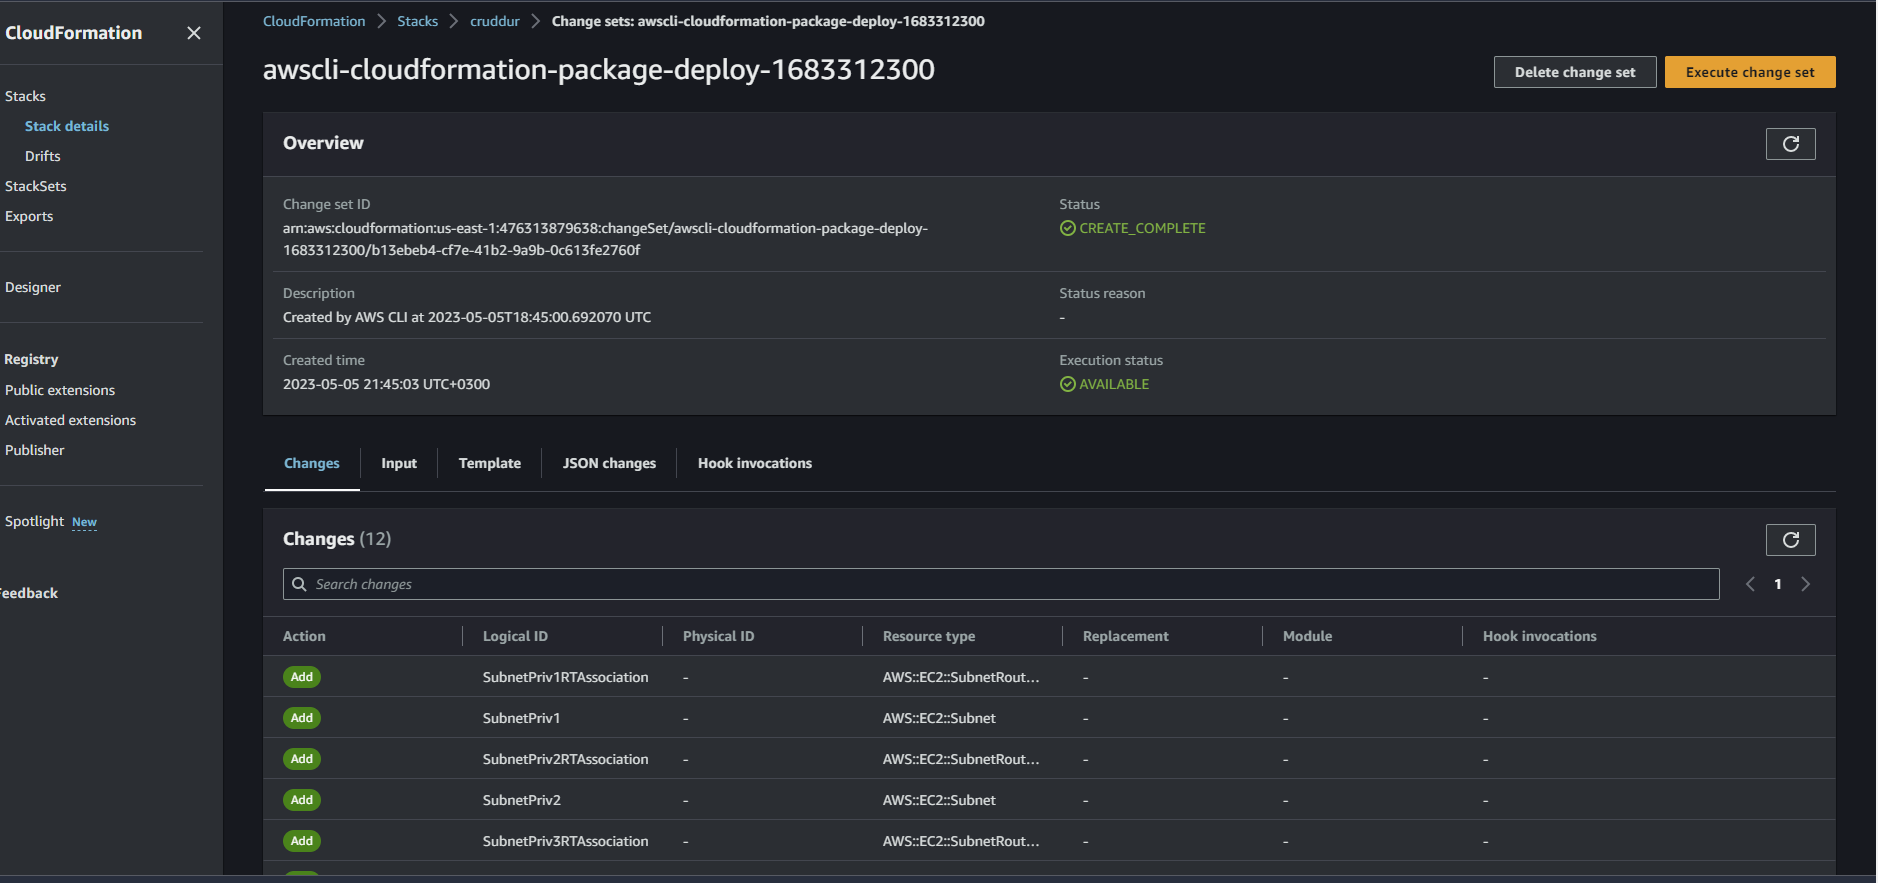 CloudFormation
Stacks
Stack details
Drifts
StackSets
Exports
Designer
Registry
Public extensions
Activated extensions
Publisher
Spotlight New
Feedback
CloudFormation > Stacks > cruddur > Change sets: awscli-cloudformation-package-deploy-1683312300
awscli-cloudformation-package-deploy-1683312300
Delete change set
Execute change set
Overview
Change set ID
arn:aws:cloudformation:us-east-1:476313879638:changeSet/awscli-cloudformation-package-deploy-
1683312300/b13ebeb4-cf7e-41b2-9a9b-0c613fe2760f
Status
CREATE_COMPLETE
Description
Created by AWS CLI at 2023-05-05T18:45:00.692070 UTC
Status reason
-
Created time
2023-05-05 21:45:03 UTC+0300
Execution status
AVAILABLE
Changes Input Template JSON changes Hook invocations
Changes (12)
Search changes
1
Action Logical ID Physical ID Resource type Replacement Module Hook invocations
Add SubnetPriv1RTAssociation - AWS::EC2::SubnetRout... - - -
Add SubnetPriv1 - AWS::EC2::Subnet - - -
Add SubnetPriv2RTAssociation - AWS::EC2::SubnetRout... - - -
Add SubnetPriv2 - AWS::EC2::Subnet - - -
Add SubnetPriv3RTAssociation - AWS::EC2::SubnetRout... - - -